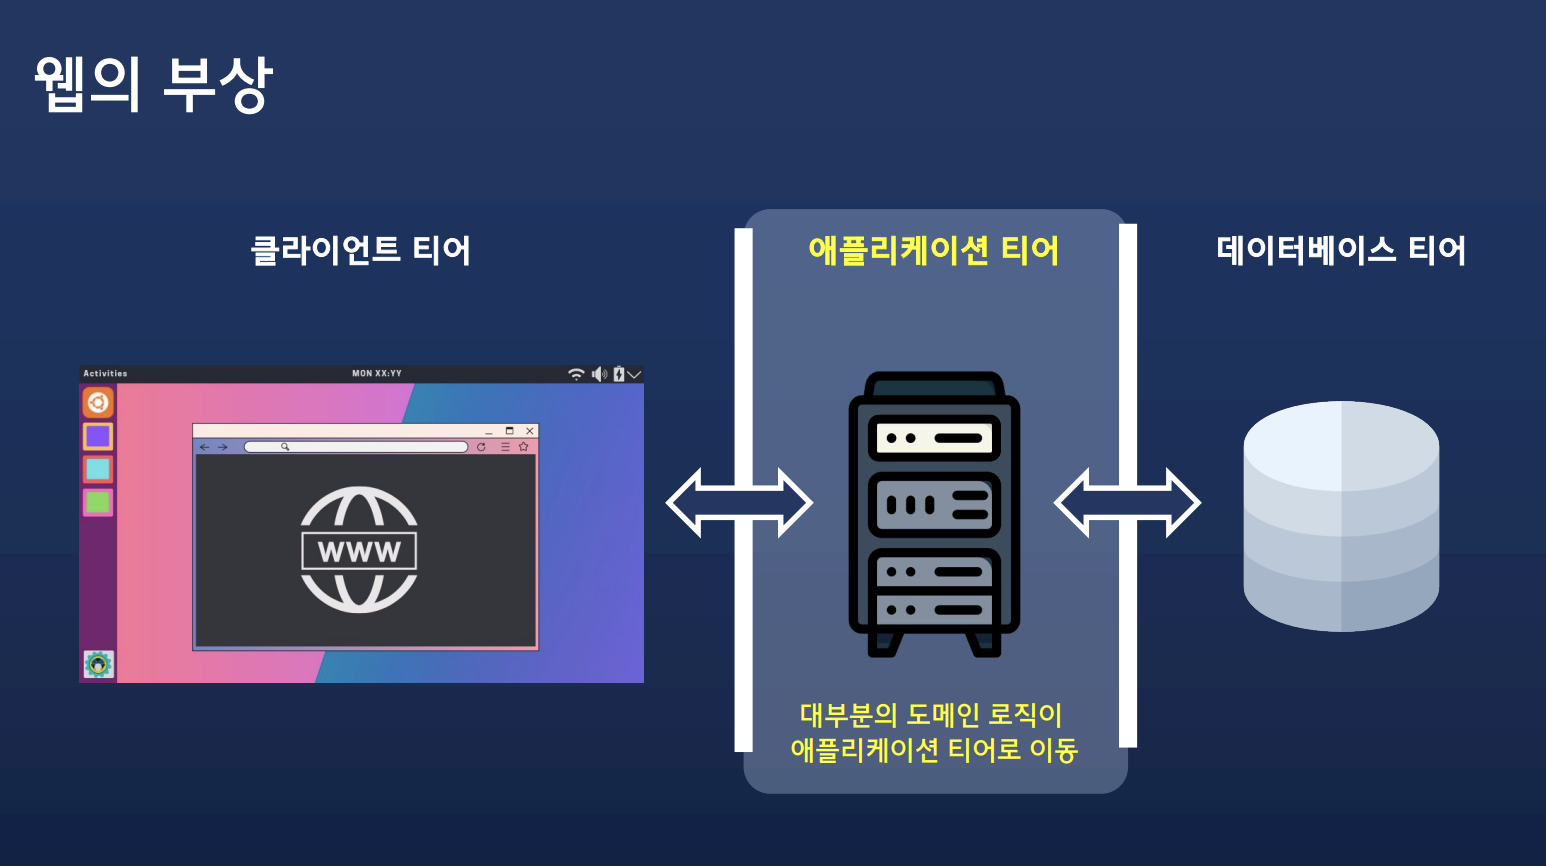 웹의 부상
클라이언트 티어
애플리케이션 티어
데이터베이스 티어
Activities
MON XX:YY
WWW
대부분의 도메인 로직이
애플리케이션 티어로 이동